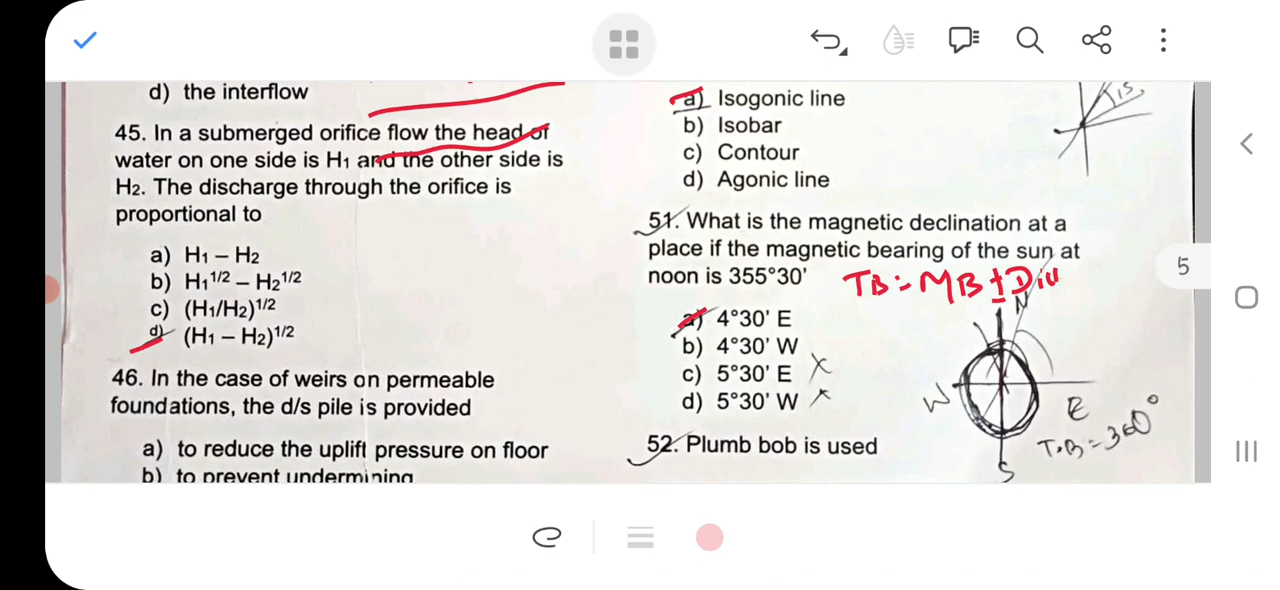 d) the interflow
45. In a submerged orifice flow the head of
water on one side is H₁ and the other side is
H₂. The discharge through the orifice is
proportional to
a) H₁ – H₂
b) H₁^1/2 – H₂^1/2
c) (H₁/H₂)^1/2
d) (H₁ – H₂)^1/2
46. In the case of weirs on permeable
foundations, the d/s pile is provided
a) to reduce the uplift pressure on floor
b) to prevent undermining
a) Isogonic line
b) Isobar
c) Contour
d) Agonic line
51. What is the magnetic declination at a
place if the magnetic bearing of the sun at
noon is 355°30'
TB = MB ±
a) 4°30' E
b) 4°30' W
c) 5°30' E
d) 5°30' W
N
W
E
S
T.B = 360°
52. Plumb bob is used
5